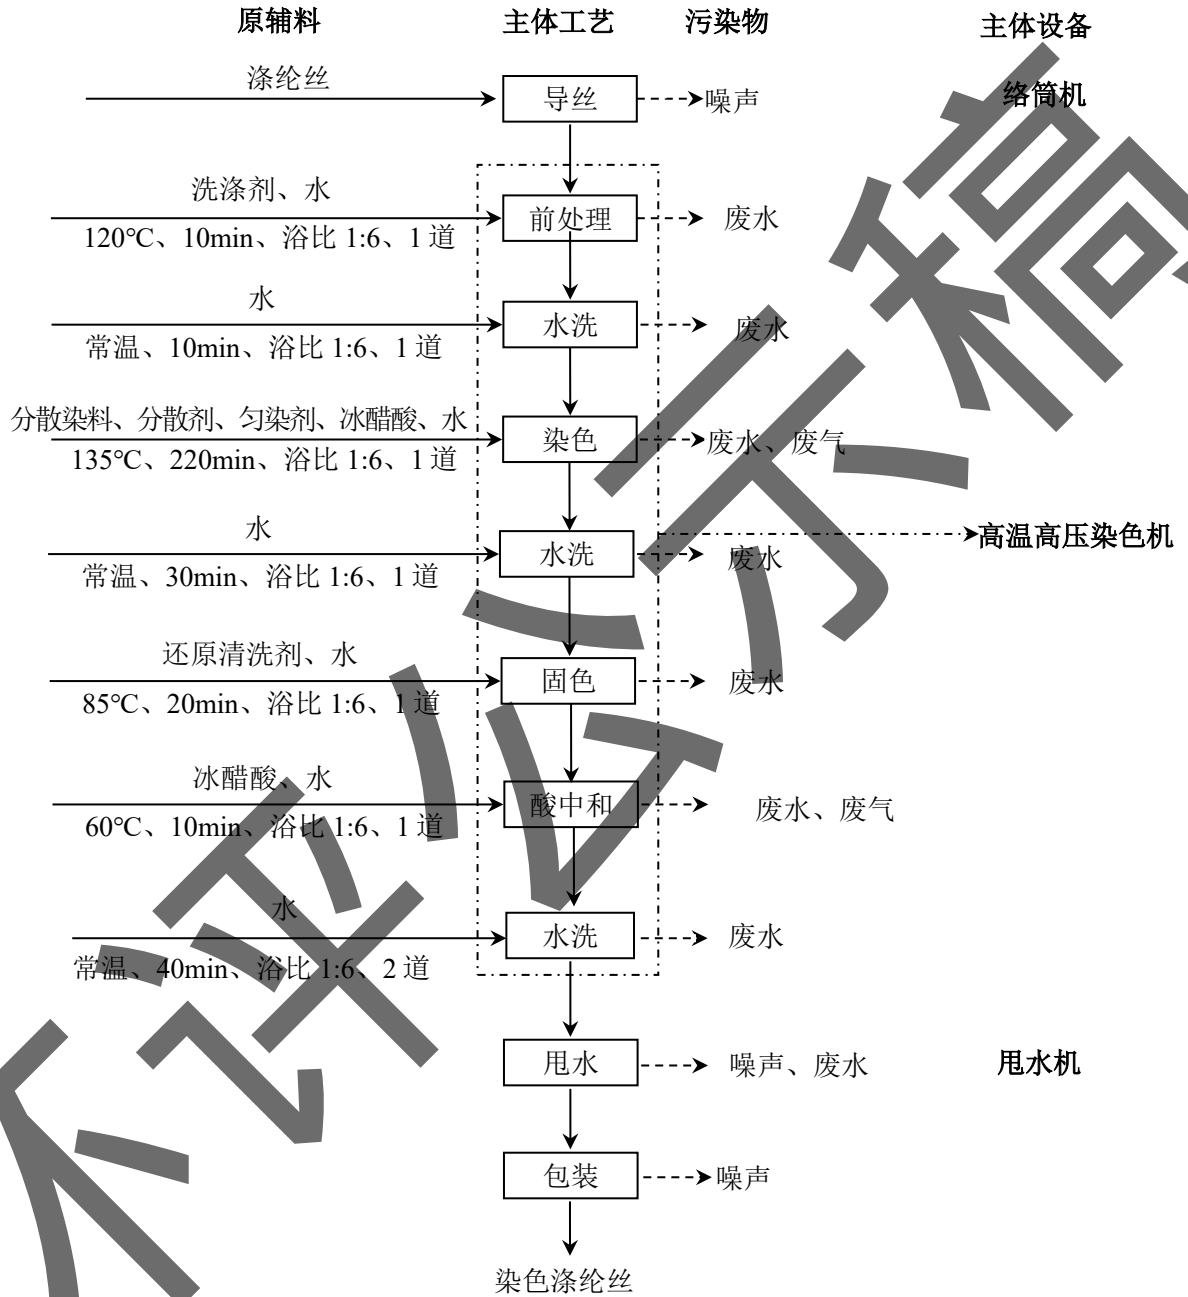 原辅料 主体工艺 污染物 主体设备
涤纶丝 导丝 噪声 络筒机
洗涤剂、水 前处理 废水
120℃、10min、浴比 1:6、1 道
水 水洗 废水
常温、10min、浴比 1:6、1 道
分散染料、分散剂、匀染剂、冰醋酸、水 染色 废水、废气
135℃、220min、浴比 1:6、1 道
水 水洗 废水 高温高压染色机
常温、30min、浴比 1:6、1 道
还原清洗剂、水 固色 废水
85℃、20min、浴比 1:6、1 道
冰醋酸、水 酸中和 废水、废气
60℃、10min、浴比 1:6、1 道
水 水洗 废水
常温、40min、浴比 1:6、2 道
甩水 噪声、废水 甩水机
包装 噪声
染色涤纶丝
环评公示稿